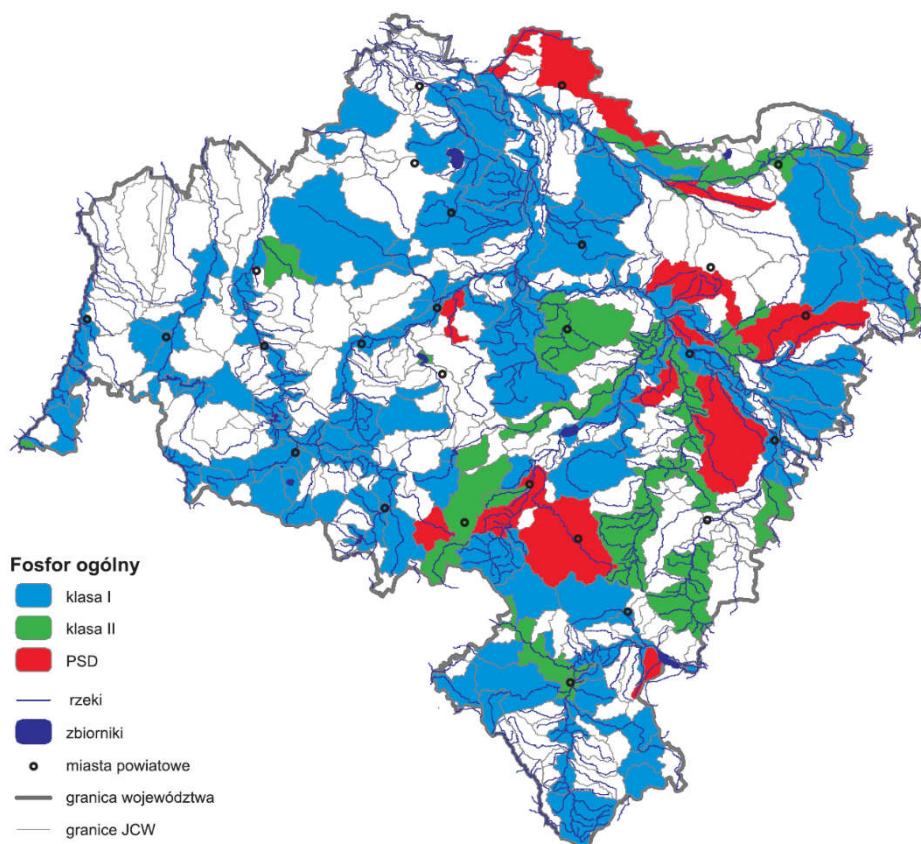 Fosfor ogólny
klasa I
klasa II
PSD
rzeki
zbiorniki
miasta powiatowe
granica województwa
granice JCW